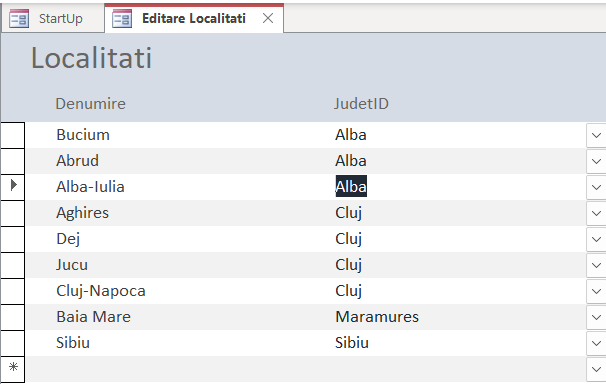 StartUp Editare Localitati
Localitati
Denumire JudetID
Bucium Alba
Abrud Alba
Alba-Iulia Alba
Aghires Cluj
Dej Cluj
Jucu Cluj
Cluj-Napoca Cluj
Baia Mare Maramures
Sibiu Sibiu